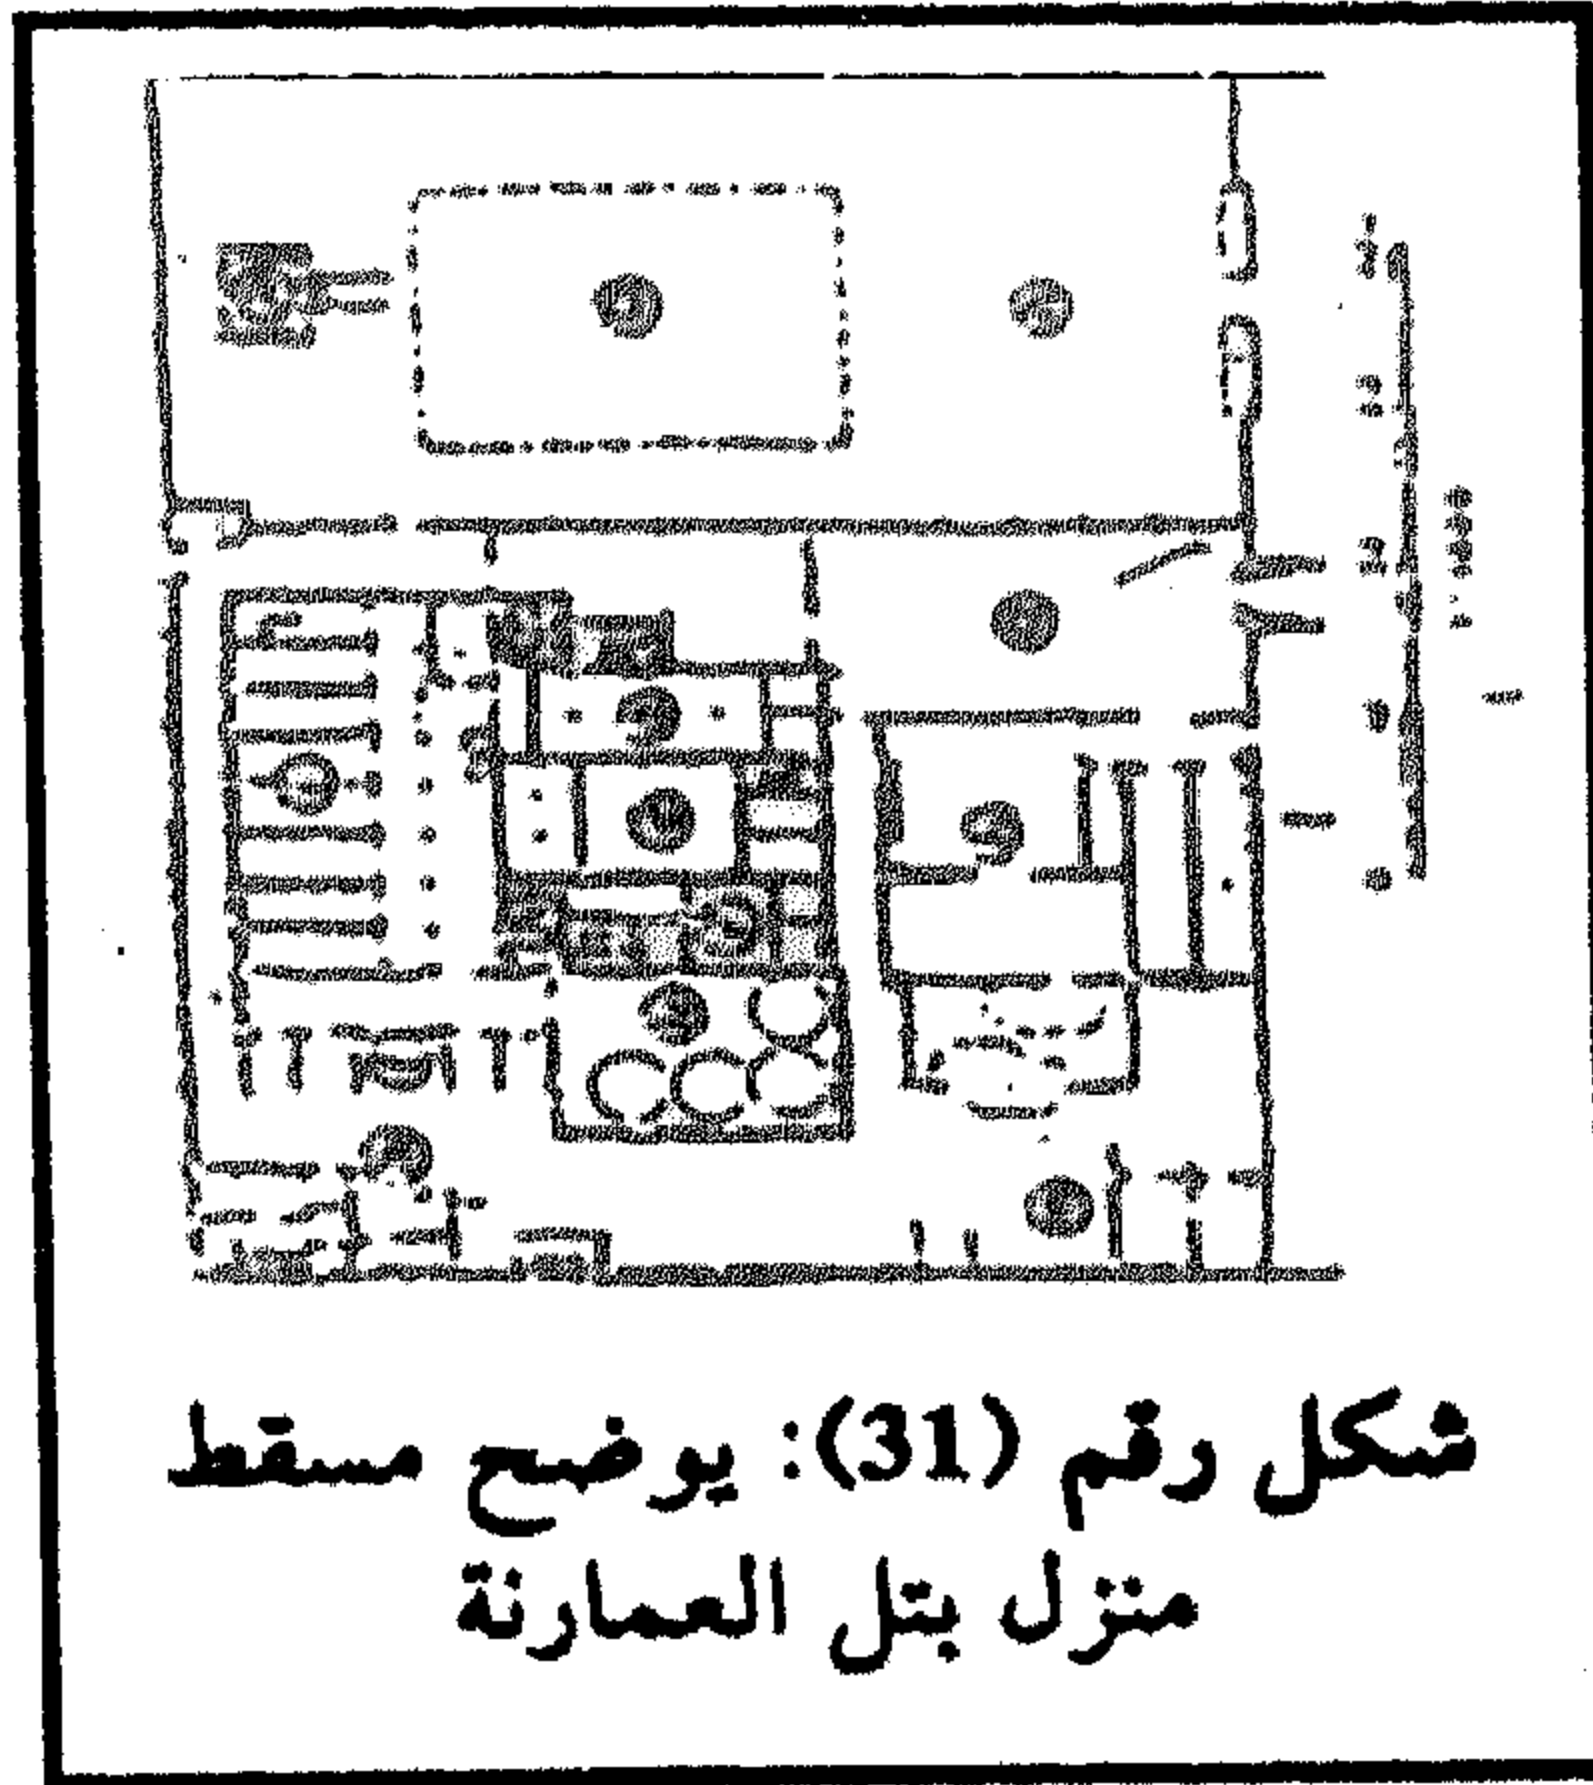 شكل رقم (31): يوضح مسقط
منزل بتل العمارنة